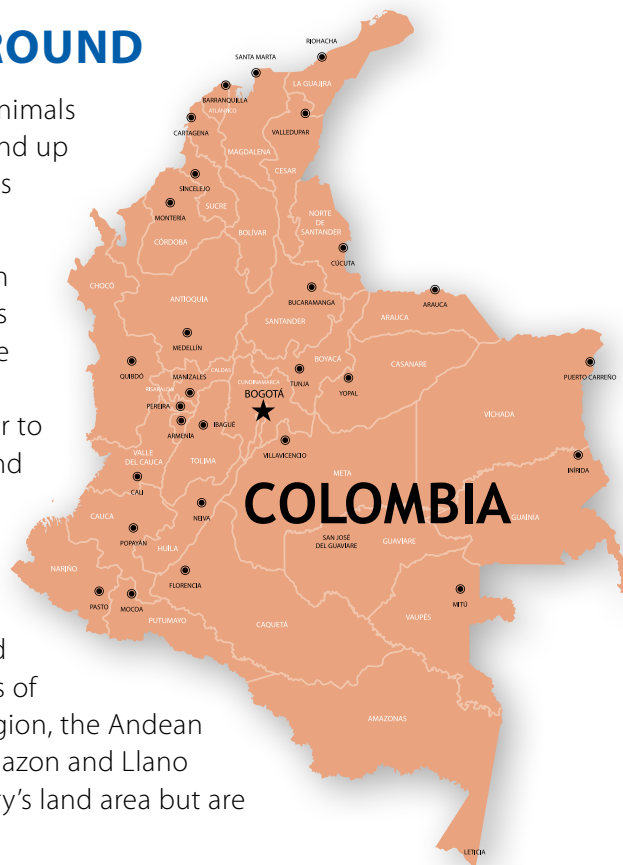 ROUND
nimals
nd up
s
n
s
e
r to
nd
d
s of
gion, the Andean
azon and Llano
y's land area but are
RIOHACHA
SANTA MARTA
LA GUAJIRA
BARRANQUILLA
ATLÁNTICO
CARTAGENA
VALLEDUPAR
MAGDALENA
CESAR
SINCELEJO
SUCRE
MONTERÍA
NORTE
DE
SANTANDER
BOLÍVAR
CÓRDOBA
CÚCUTA
CHOCÓ
BUCARAMANGA
ARAUCA
ANTIOQUIA
ARAUCA
SANTANDER
MEDELLÍN
BOYACÁ
QUIBDÓ
CALDAS
CASANARE
PUERTO CARREÑO
MANIZALES
RISARALDA
CUNDINAMARCA
TUNJA
YOPAL
BOGOTÁ
PEREIRA
VICHADA
IBAGUÉ
ARMENIA
VALLE
DEL CAUCA
VILLAVICENCIO
TOLIMA
INÍRIDA
META
CALI
COLOMBIA
NEIVA
CAUCA
GUAINÍA
POPAYÁN
SAN JOSÉ
DEL GUAVIARE
GUAVIARE
HUÍLA
NARIÑO
FLORENCIA
PASTO
MOCOA
MITÚ
VAUPÉS
PUTUMAYO
CAQUETÁ
AMAZONAS
LETICIA